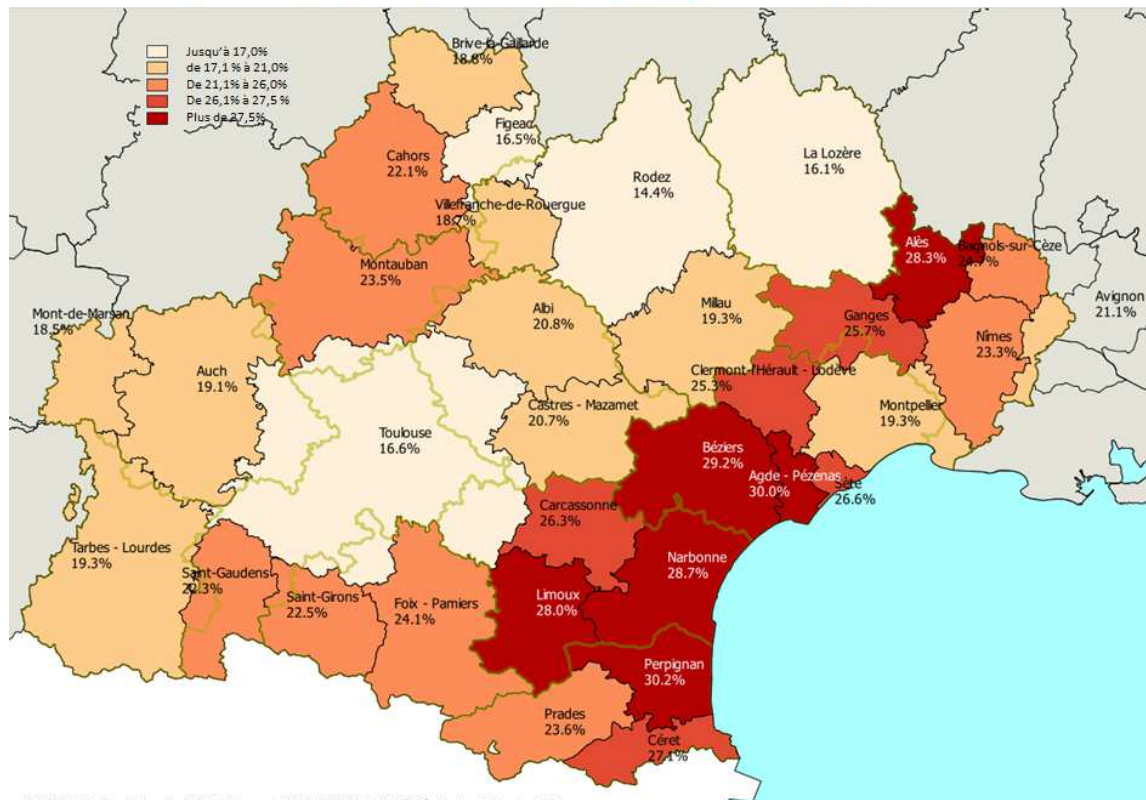 Jusqu'à 17,0%
de 17,1 % à 21,0%
De 21,1% à 26,0%
De 26,1% à 27,5 %
Plus de 27,5%
Brive-la-Gaillarde
18.8%
Figeac
16.5%
Cahors
22.1%
Rodez
14.4%
La Lozère
16.1%
Villefranche-de-Rouergue
18.7%
Alès
28.3%
Bagnols-sur-Cèze
24.7%
Montauban
23.5%
Avignon
21.1%
Mont-de-Marsan
18.5%
Albi
20.8%
Millau
19.3%
Ganges
25.7%
Nîmes
23.3%
Auch
19.1%
Clermont-l'Hérault - Lodève
25.3%
Castres - Mazamet
20.7%
Montpellier
19.3%
Toulouse
16.6%
Béziers
29.2%
Agde - Pézenas
30.0%
Sète
26.6%
Carcassonne
26.3%
Tarbes - Lourdes
19.3%
Saint-Gaudens
22.3%
Saint-Girons
22.5%
Foix - Pamiers
24.1%
Limoux
28.0%
Narbonne
28.7%
Perpignan
30.2%
Prades
23.6%
Céret
27.1%